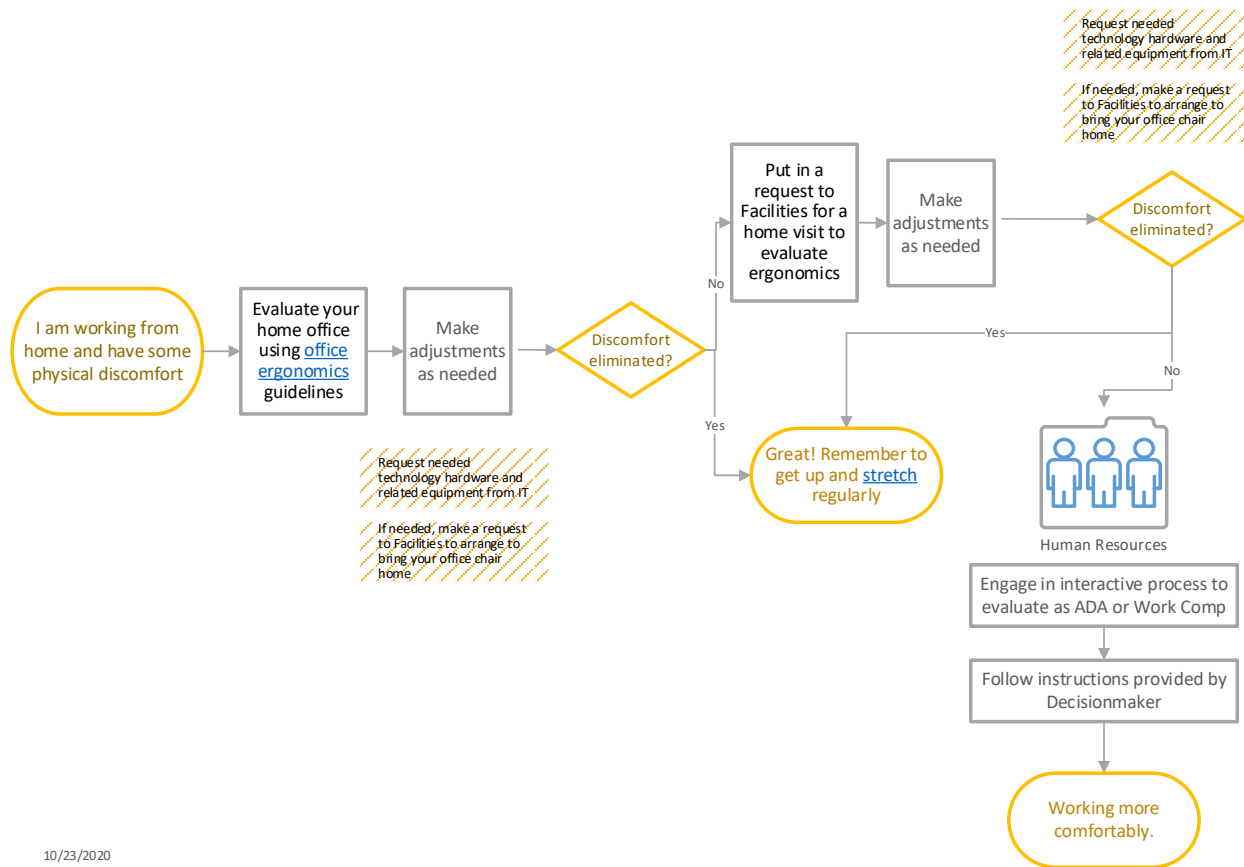 I am working from
home and have some
physical discomfort
Evaluate your
home office
using office
ergonomics
guidelines
Make
adjustments
as needed
Request needed
technology hardware and
related equipment from IT
If needed, make a request
to Facilities to arrange to
bring your office chair
home
Discomfort
eliminated?
No
Yes
Put in a
request to
Facilities for a
home visit to
evaluate
ergonomics
Make
adjustments
as needed
Request needed
technology hardware and
related equipment from IT
If needed, make a request
to Facilities to arrange to
bring your office chair
home
Discomfort
eliminated?
Yes
No
Great! Remember to
get up and stretch
regularly
Human Resources
Engage in interactive process to
evaluate as ADA or Work Comp
Follow instructions provided by
Decisionmaker
Working more
comfortably.
10/23/2020